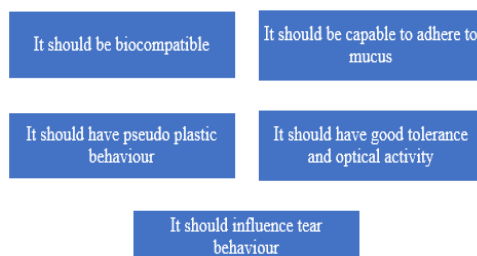 It should be biocompatible
It should be capable to adhere to
mucus
It should have pseudo plastic
behaviour
It should have good tolerance
and optical activity
It should influence tear
behaviour